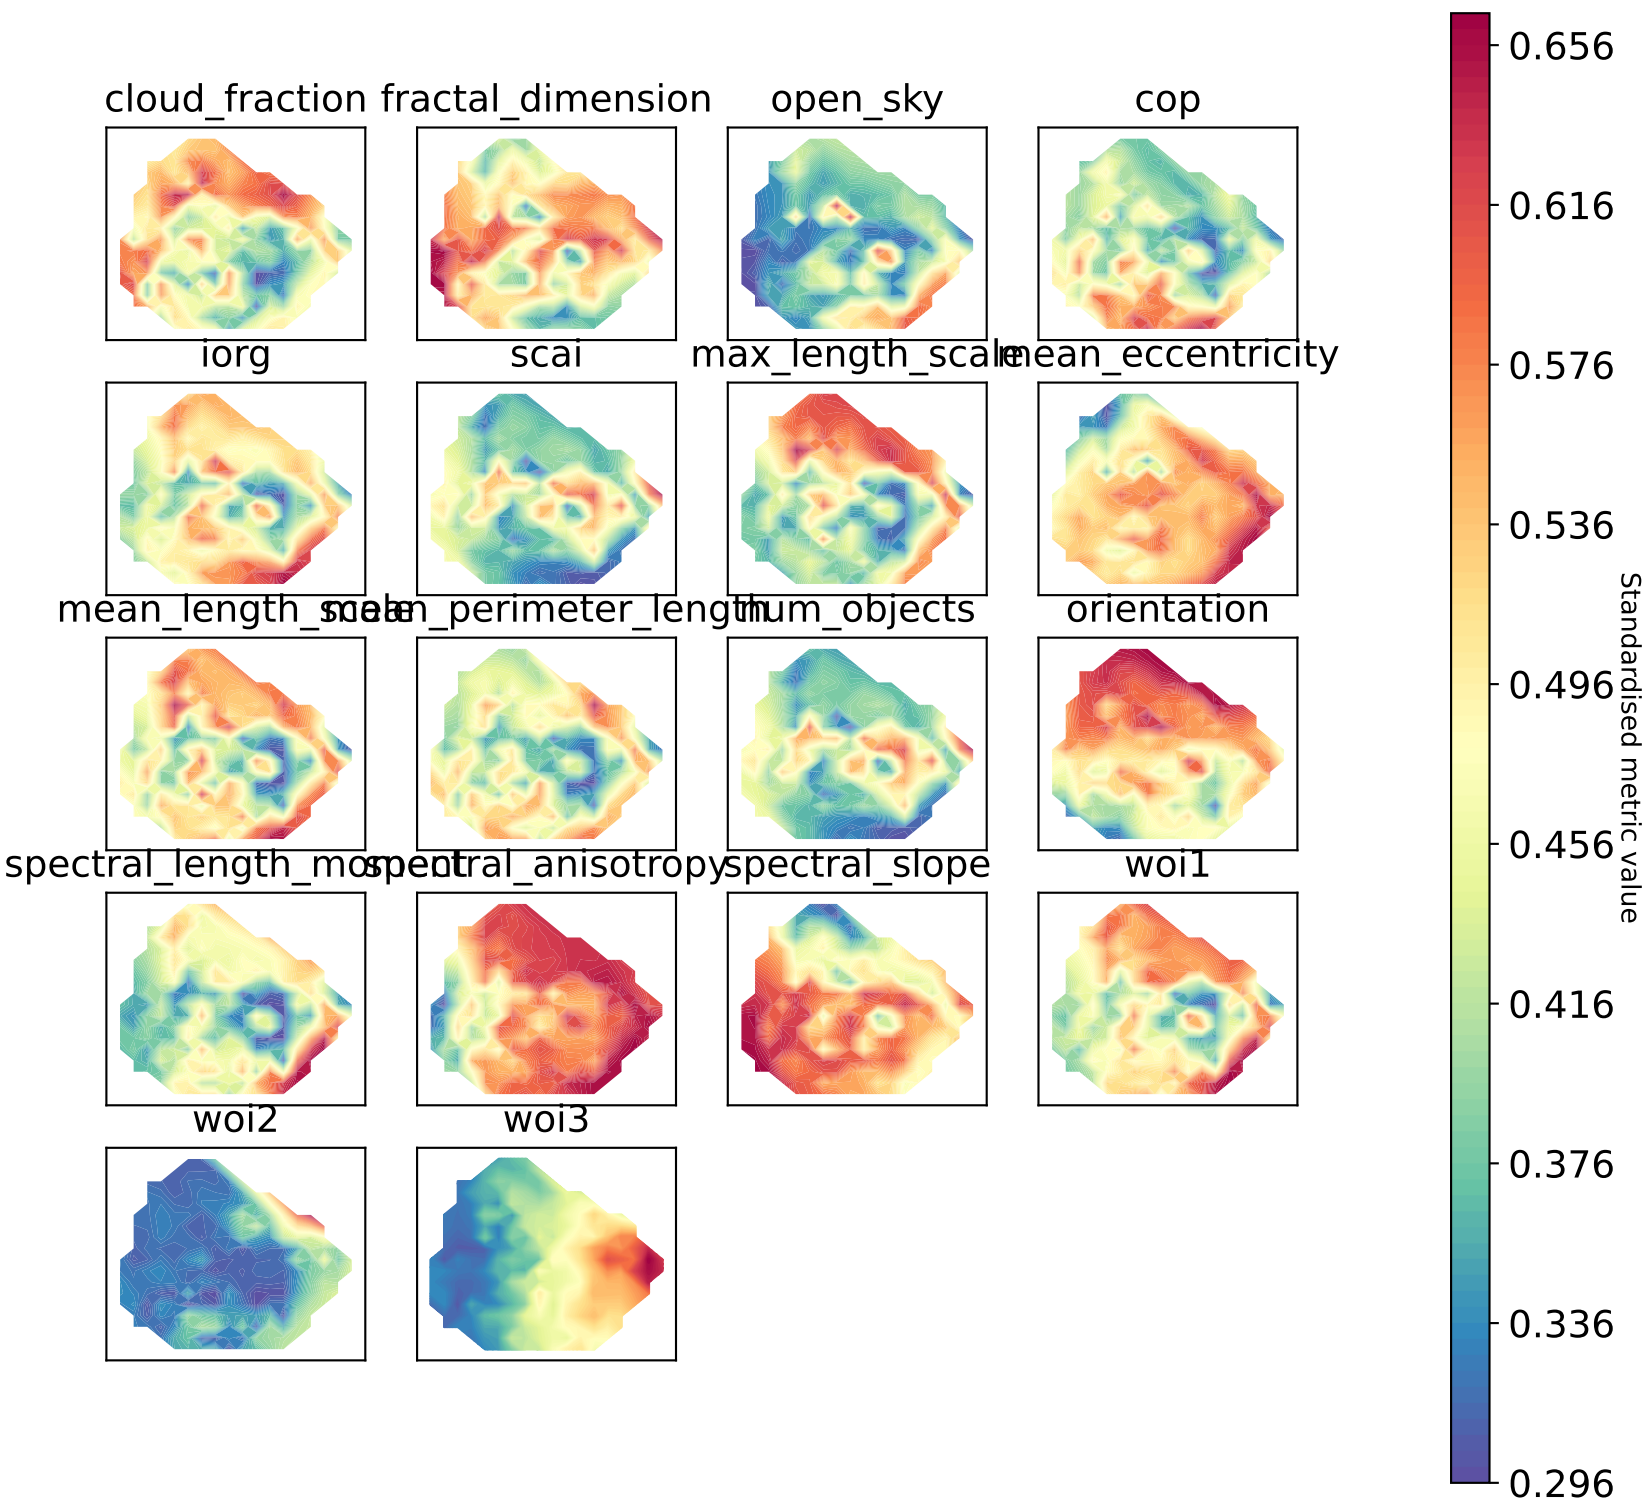 cloud_fraction
fractal_dimension
open_sky
cop
iorg
scai
max_length_scale
mean_eccentricity
mean_length_scale
mean_perimeter_length
num_objects
orientation
spectral_length_moment
spectral_anisotropy
spectral_slope
woi1
woi2
woi3
0.656
0.616
0.576
0.536
0.496
0.456
0.416
0.376
0.336
0.296
Standardised metric value